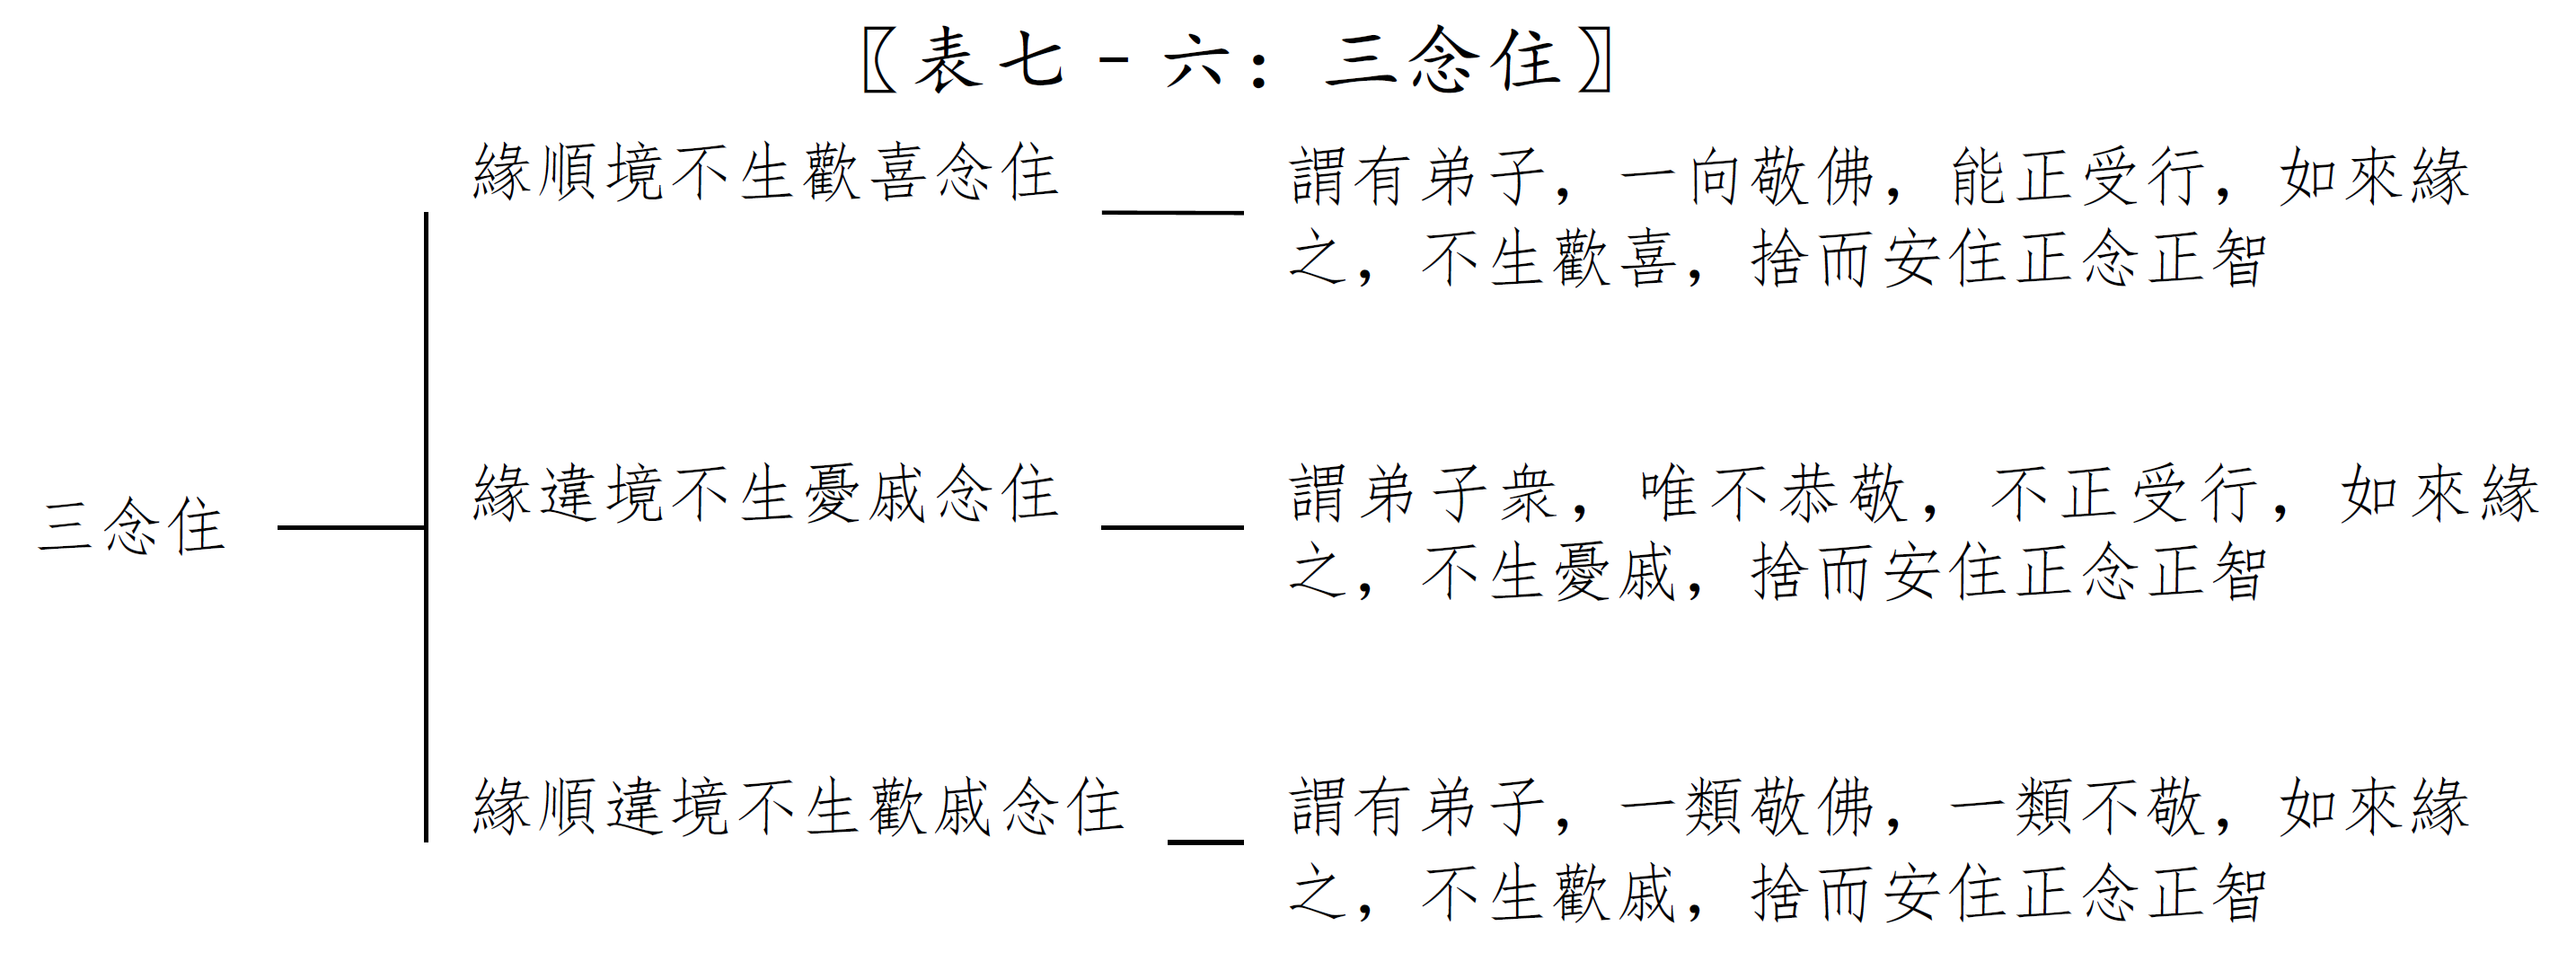 〖表七-六：三念住〗
緣順境不生歡喜念住
謂有弟子，一向敬佛，能正受行，如來緣
之，不生歡喜，捨而安住正念正智
三念住
緣違境不生憂戚念住
謂弟子眾，唯不恭敬，不正受行，如來緣
之，不生憂戚，捨而安住正念正智
緣順違境不生歡戚念住
謂有弟子，一類敬佛，一類不敬，如來緣
之，不生歡戚，捨而安住正念正智